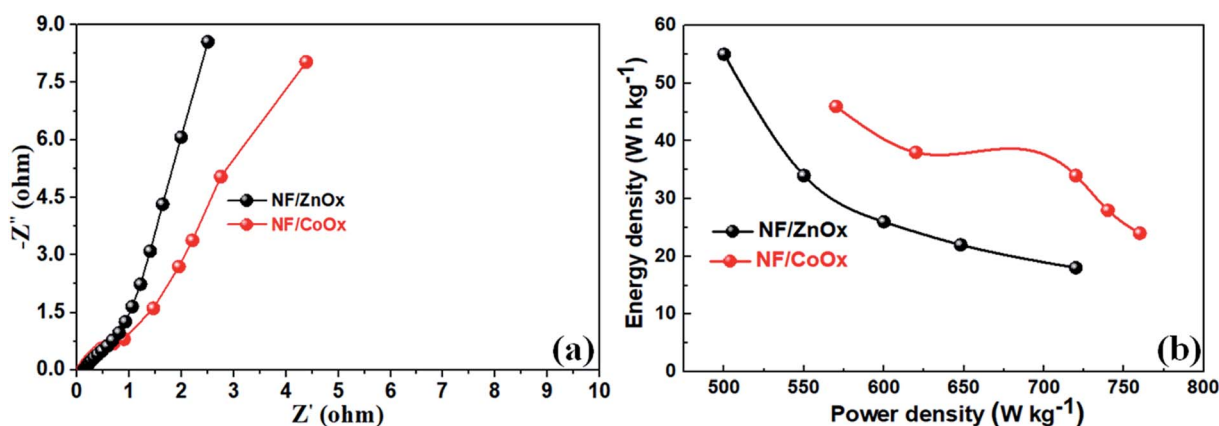 9.0
7.5
6.0
4.5
3.0
1.5
0.0
-Z" (ohm)
NF/ZnOx
NF/CoOx
(a)
0 1 2 3 4 5 6 7 8 9 10
Z' (ohm)
60
50
40
30
20
10
0
Energy density (W h kg⁻¹)
NF/ZnOx
NF/CoOx
(b)
500 550 600 650 700 750 800
Power density (W kg⁻¹)